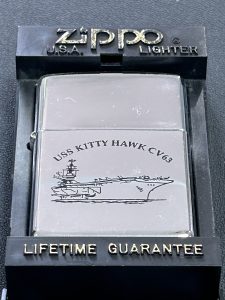 Zippo
U.S.A. LIGHTER
USS KITTY HAWK CV63
LIFETIME GUARANTEE